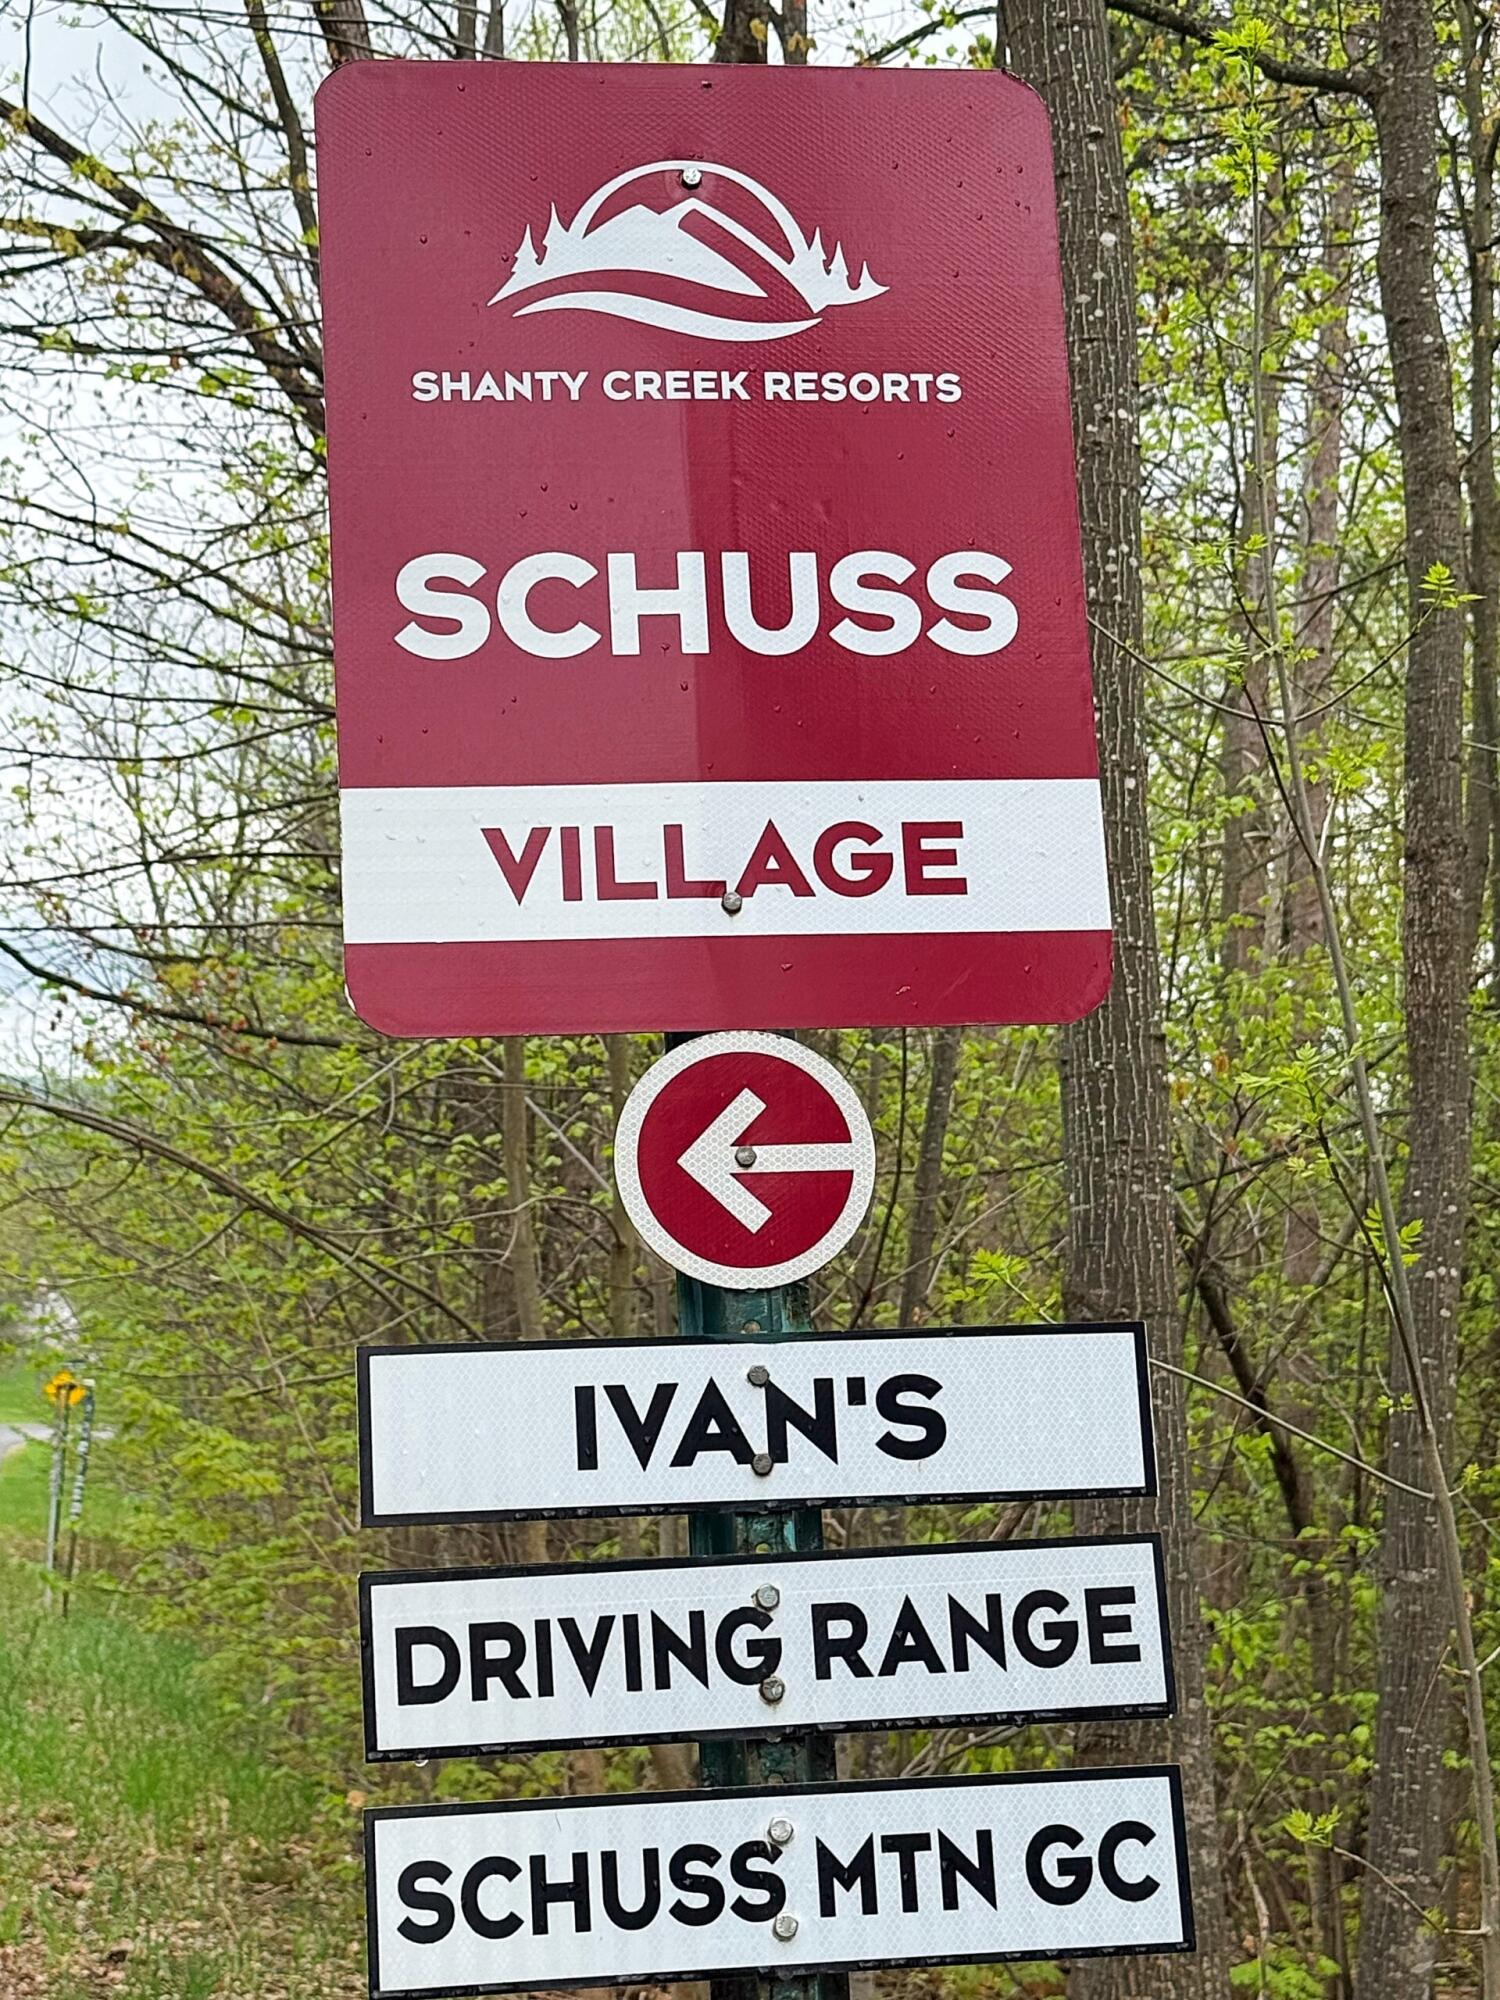 SHANTY CREEK RESORTS
SCHUSS
VILLAGE
IVAN'S
DRIVING RANGE
SCHUSS MTN GC